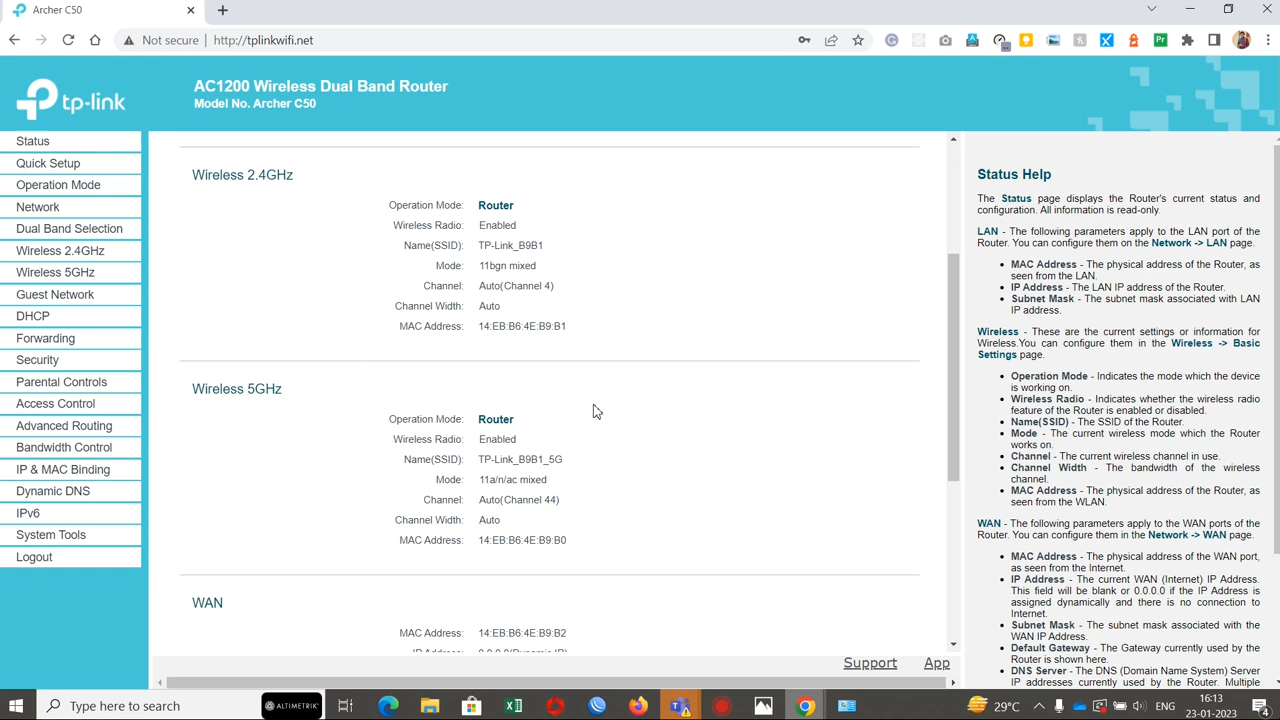 Archer C50
Not secure
http://tplinkwifi.net
tp-link
AC1200 Wireless Dual Band Router
Model No. Archer C50
Status
Quick Setup
Operation Mode
Network
Dual Band Selection
Wireless 2.4GHz
Wireless 5GHz
Guest Network
DHCP
Forwarding
Security
Parental Controls
Access Control
Advanced Routing
Bandwidth Control
IP & MAC Binding
Dynamic DNS
IPv6
System Tools
Logout
Wireless 2.4GHz
Operation Mode: Router
Wireless Radio: Enabled
Name(SSID): TP-Link_B9B1
Mode: 11bgn mixed
Channel: Auto(Channel 4)
Channel Width: Auto
MAC Address: 14:EB:B6:4E:B9:B1
Wireless 5GHz
Operation Mode: Router
Wireless Radio: Enabled
Name(SSID): TP-Link_B9B1_5G
Mode: 11a/n/ac mixed
Channel: Auto(Channel 44)
Channel Width: Auto
MAC Address: 14:EB:B6:4E:B9:B0
WAN
MAC Address: 14:EB:B6:4E:B9:B2
IP Address: 0.0.0.0(Dynamic IP)
Support App
Status Help
The Status page displays the Router's current status and
configuration. All information is read-only.
LAN - The following parameters apply to the LAN port of the
Router. You can configure them on the Network -> LAN page.
• MAC Address - The physical address of the Router, as
seen from the LAN.
• IP Address - The LAN IP address of the Router.
• Subnet Mask - The subnet mask associated with LAN
IP address.
Wireless - These are the current settings or information for
Wireless.You can configure them in the Wireless -> Basic
Settings page.
• Operation Mode - Indicates the mode which the device
is working on.
• Wireless Radio - Indicates whether the wireless radio
feature of the Router is enabled or disabled.
• Name(SSID) - The SSID of the Router.
• Mode - The current wireless mode which the Router
works on.
• Channel - The current wireless channel in use.
• Channel Width - The bandwidth of the wireless
channel.
• MAC Address - The physical address of the Router, as
seen from the WLAN.
WAN - The following parameters apply to the WAN ports of the
Router. You can configure them in the Network -> WAN page.
• MAC Address - The physical address of the WAN port,
as seen from the Internet.
• IP Address - The current WAN (Internet) IP Address.
This field will be blank or 0.0.0.0 if the IP Address is
assigned dynamically and there is no connection to
Internet.
• Subnet Mask - The subnet mask associated with the
WAN IP Address.
• Default Gateway - The Gateway currently used by the
Router is shown here.
• DNS Server - The DNS (Domain Name System) Server
IP addresses currently used by the Router. Multiple
Type here to search
ALTIMETRIK
29°C
ENG
16:13
23-01-2023
4